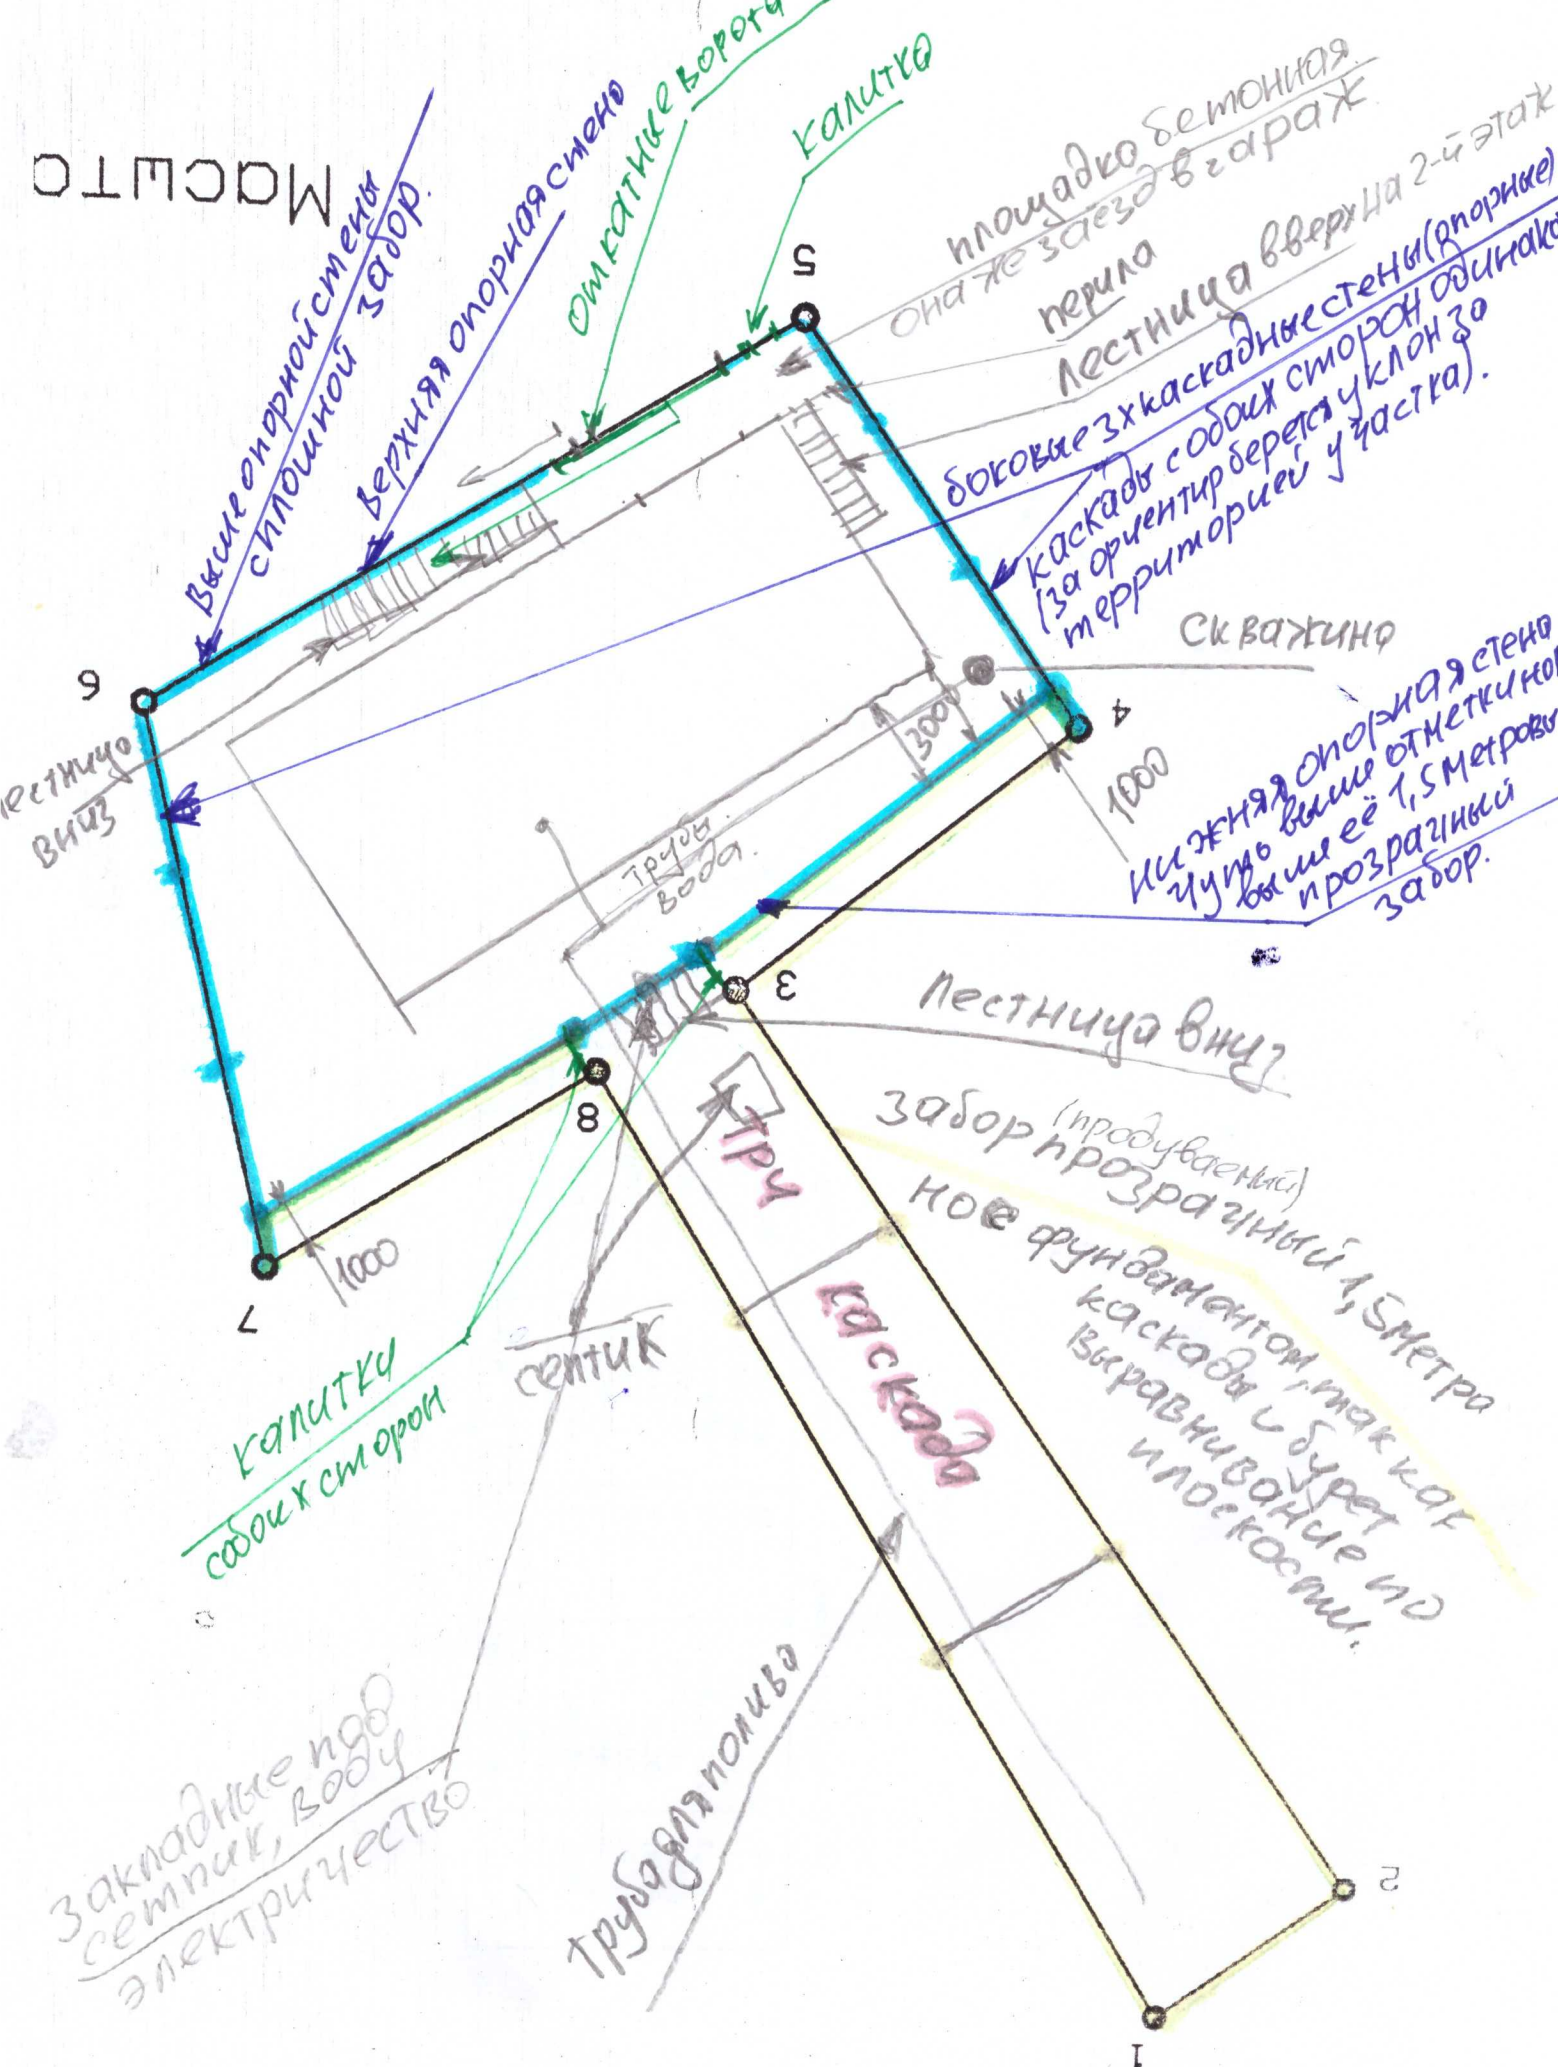 Масшта
выше опорной стены
сплошной забор.
верхняя опорная стена
откатные ворота
калитка
площадка бетонная
она же заезд в гараж
перила
лестница вверх на 2-й этаж
боковые 3х каскадные стены (опорные)
каскады с обоих сторон одинако
(за ориентир берется уклон за
территорией участка).
скважина
нижняя опорная стена
чуть выше отметки
выше её 1,5 метровы
прозрачный
забор.
5
6
4
3
8
7
2
1
3000
1000
1000
лестница
вниз
трубы
вода.
лестница вниз
забор прозрачный 1,5 метра
(продуваемый)
но с фундаментом, так как
каскады и будет
выравнивание по
плоскости.
три
каскада
септик
калитки
с обоих сторон
закладные под
септик, воду
электричество
труба для полива